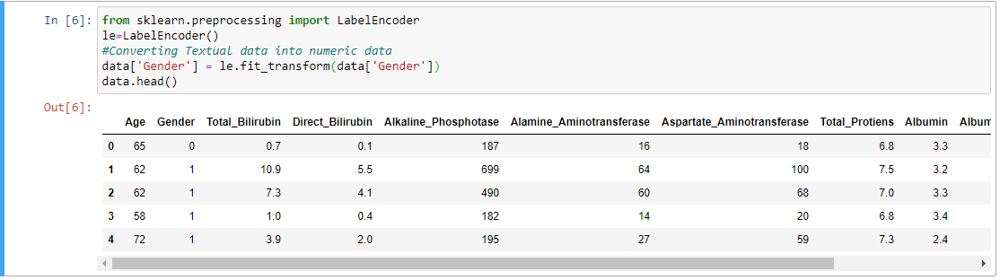 In [6]: from sklearn.preprocessing import LabelEncoder
le=LabelEncoder()
#Converting Textual data into numeric data
data['Gender'] = le.fit_transform(data['Gender'])
data.head()
Out[6]:
Age Gender Total_Bilirubin Direct_Bilirubin Alkaline_Phosphotase Alamine_Aminotransferase Aspartate_Aminotransferase Total_Protiens Albumin Album
0 65 0 0.7 0.1 187 16 18 6.8 3.3
1 62 1 10.9 5.5 699 64 100 7.5 3.2
2 62 1 7.3 4.1 490 60 68 7.0 3.3
3 58 1 1.0 0.4 182 14 20 6.8 3.4
4 72 1 3.9 2.0 195 27 59 7.3 2.4